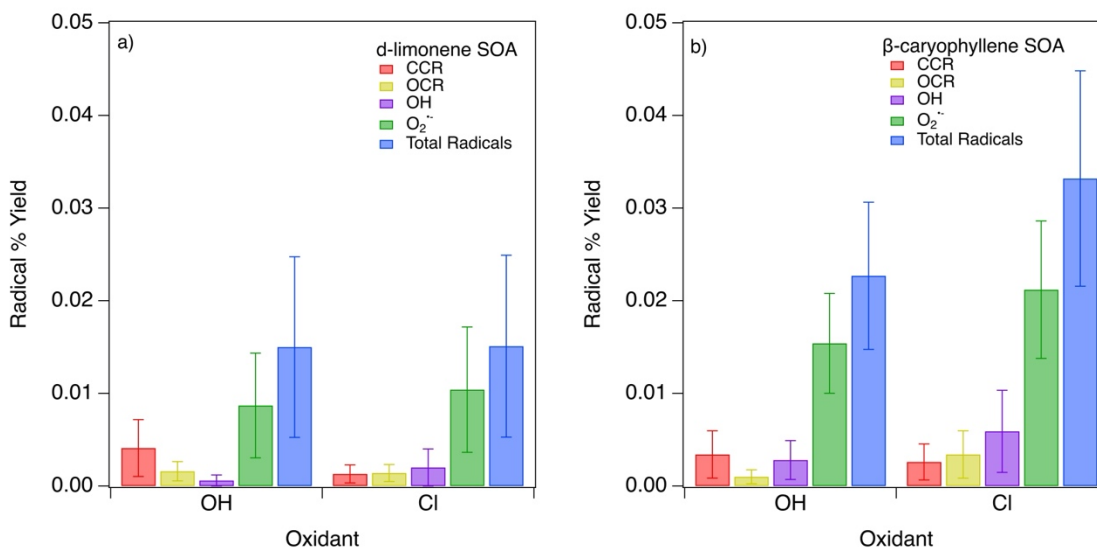 a)
d-limonene SOA
CCR
OCR
OH
O₂˙⁻
Total Radicals
Radical % Yield
0.05
0.04
0.03
0.02
0.01
0.00
OH Cl
Oxidant
b)
β-caryophyllene SOA
CCR
OCR
OH
O₂˙⁻
Total Radicals
Radical % Yield
0.05
0.04
0.03
0.02
0.01
0.00
OH Cl
Oxidant